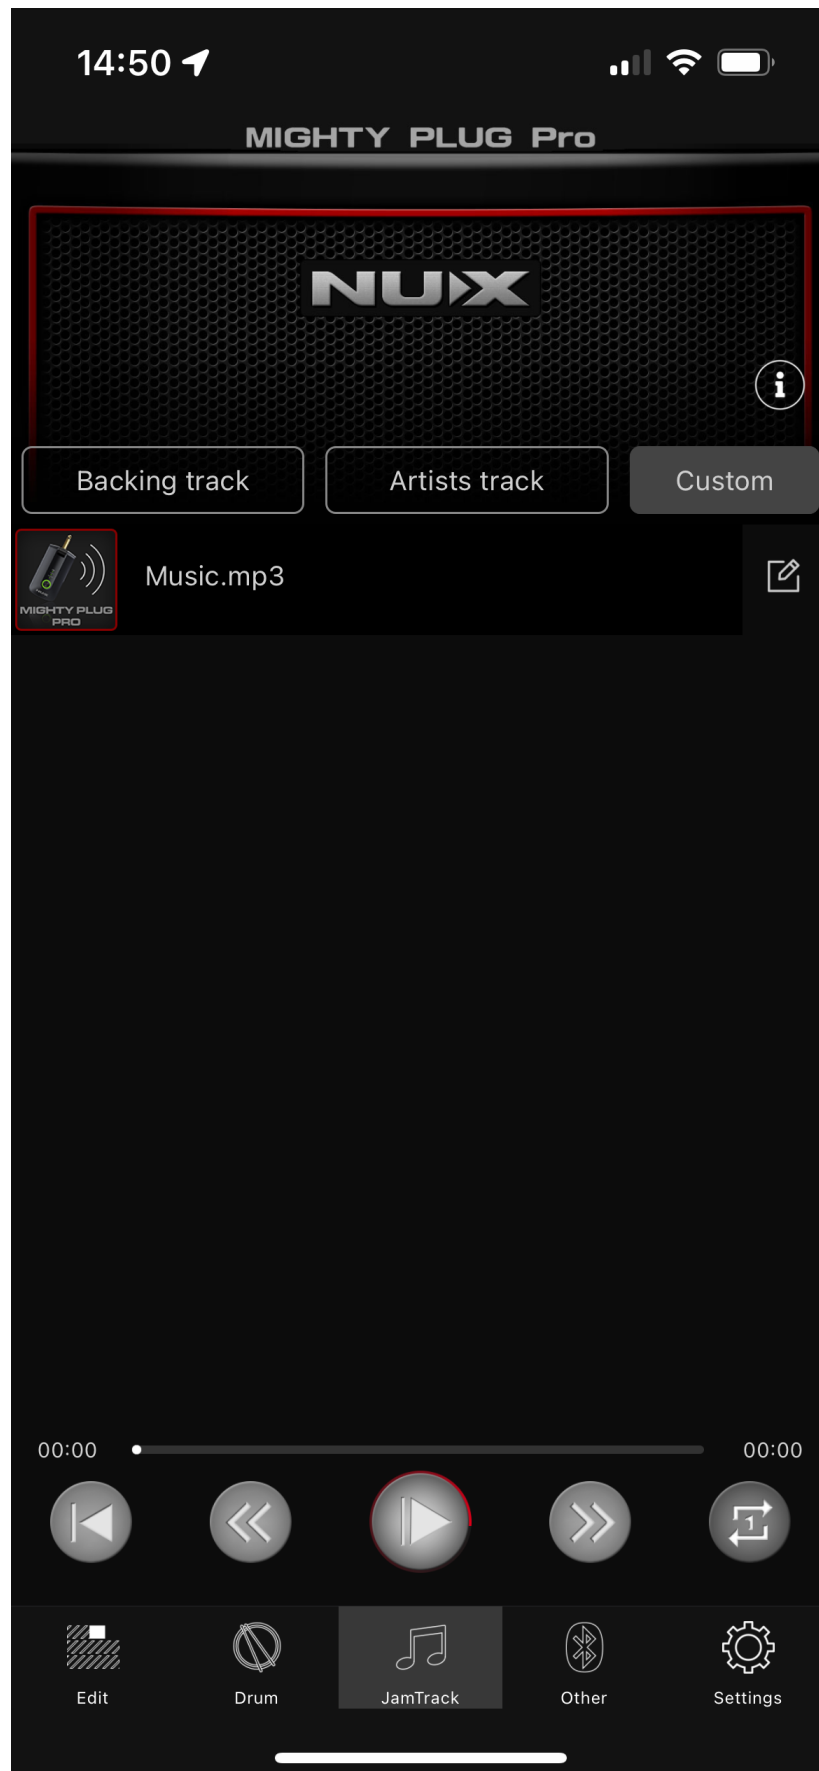 14:50
MIGHTY PLUG Pro
NUX
Backing track
Artists track
Custom
MIGHTY PLUG
PRO
Music.mp3
00:00
00:00
1
Edit
Drum
JamTrack
Other
Settings